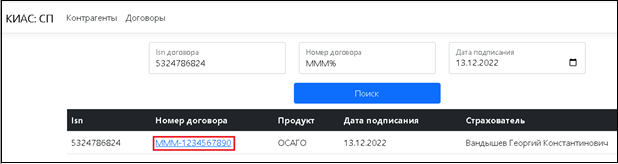 КИАС: СП Контрагенты Договоры
Isn договора Номер договора Дата подписания
5324786824 МММ% 13.12.2022
Поиск
Isn Номер договора Продукт Дата подписания Страхователь
5324786824 МММ-1234567890 ОСАГО 13.12.2022 Вандышев Георгий Константинович